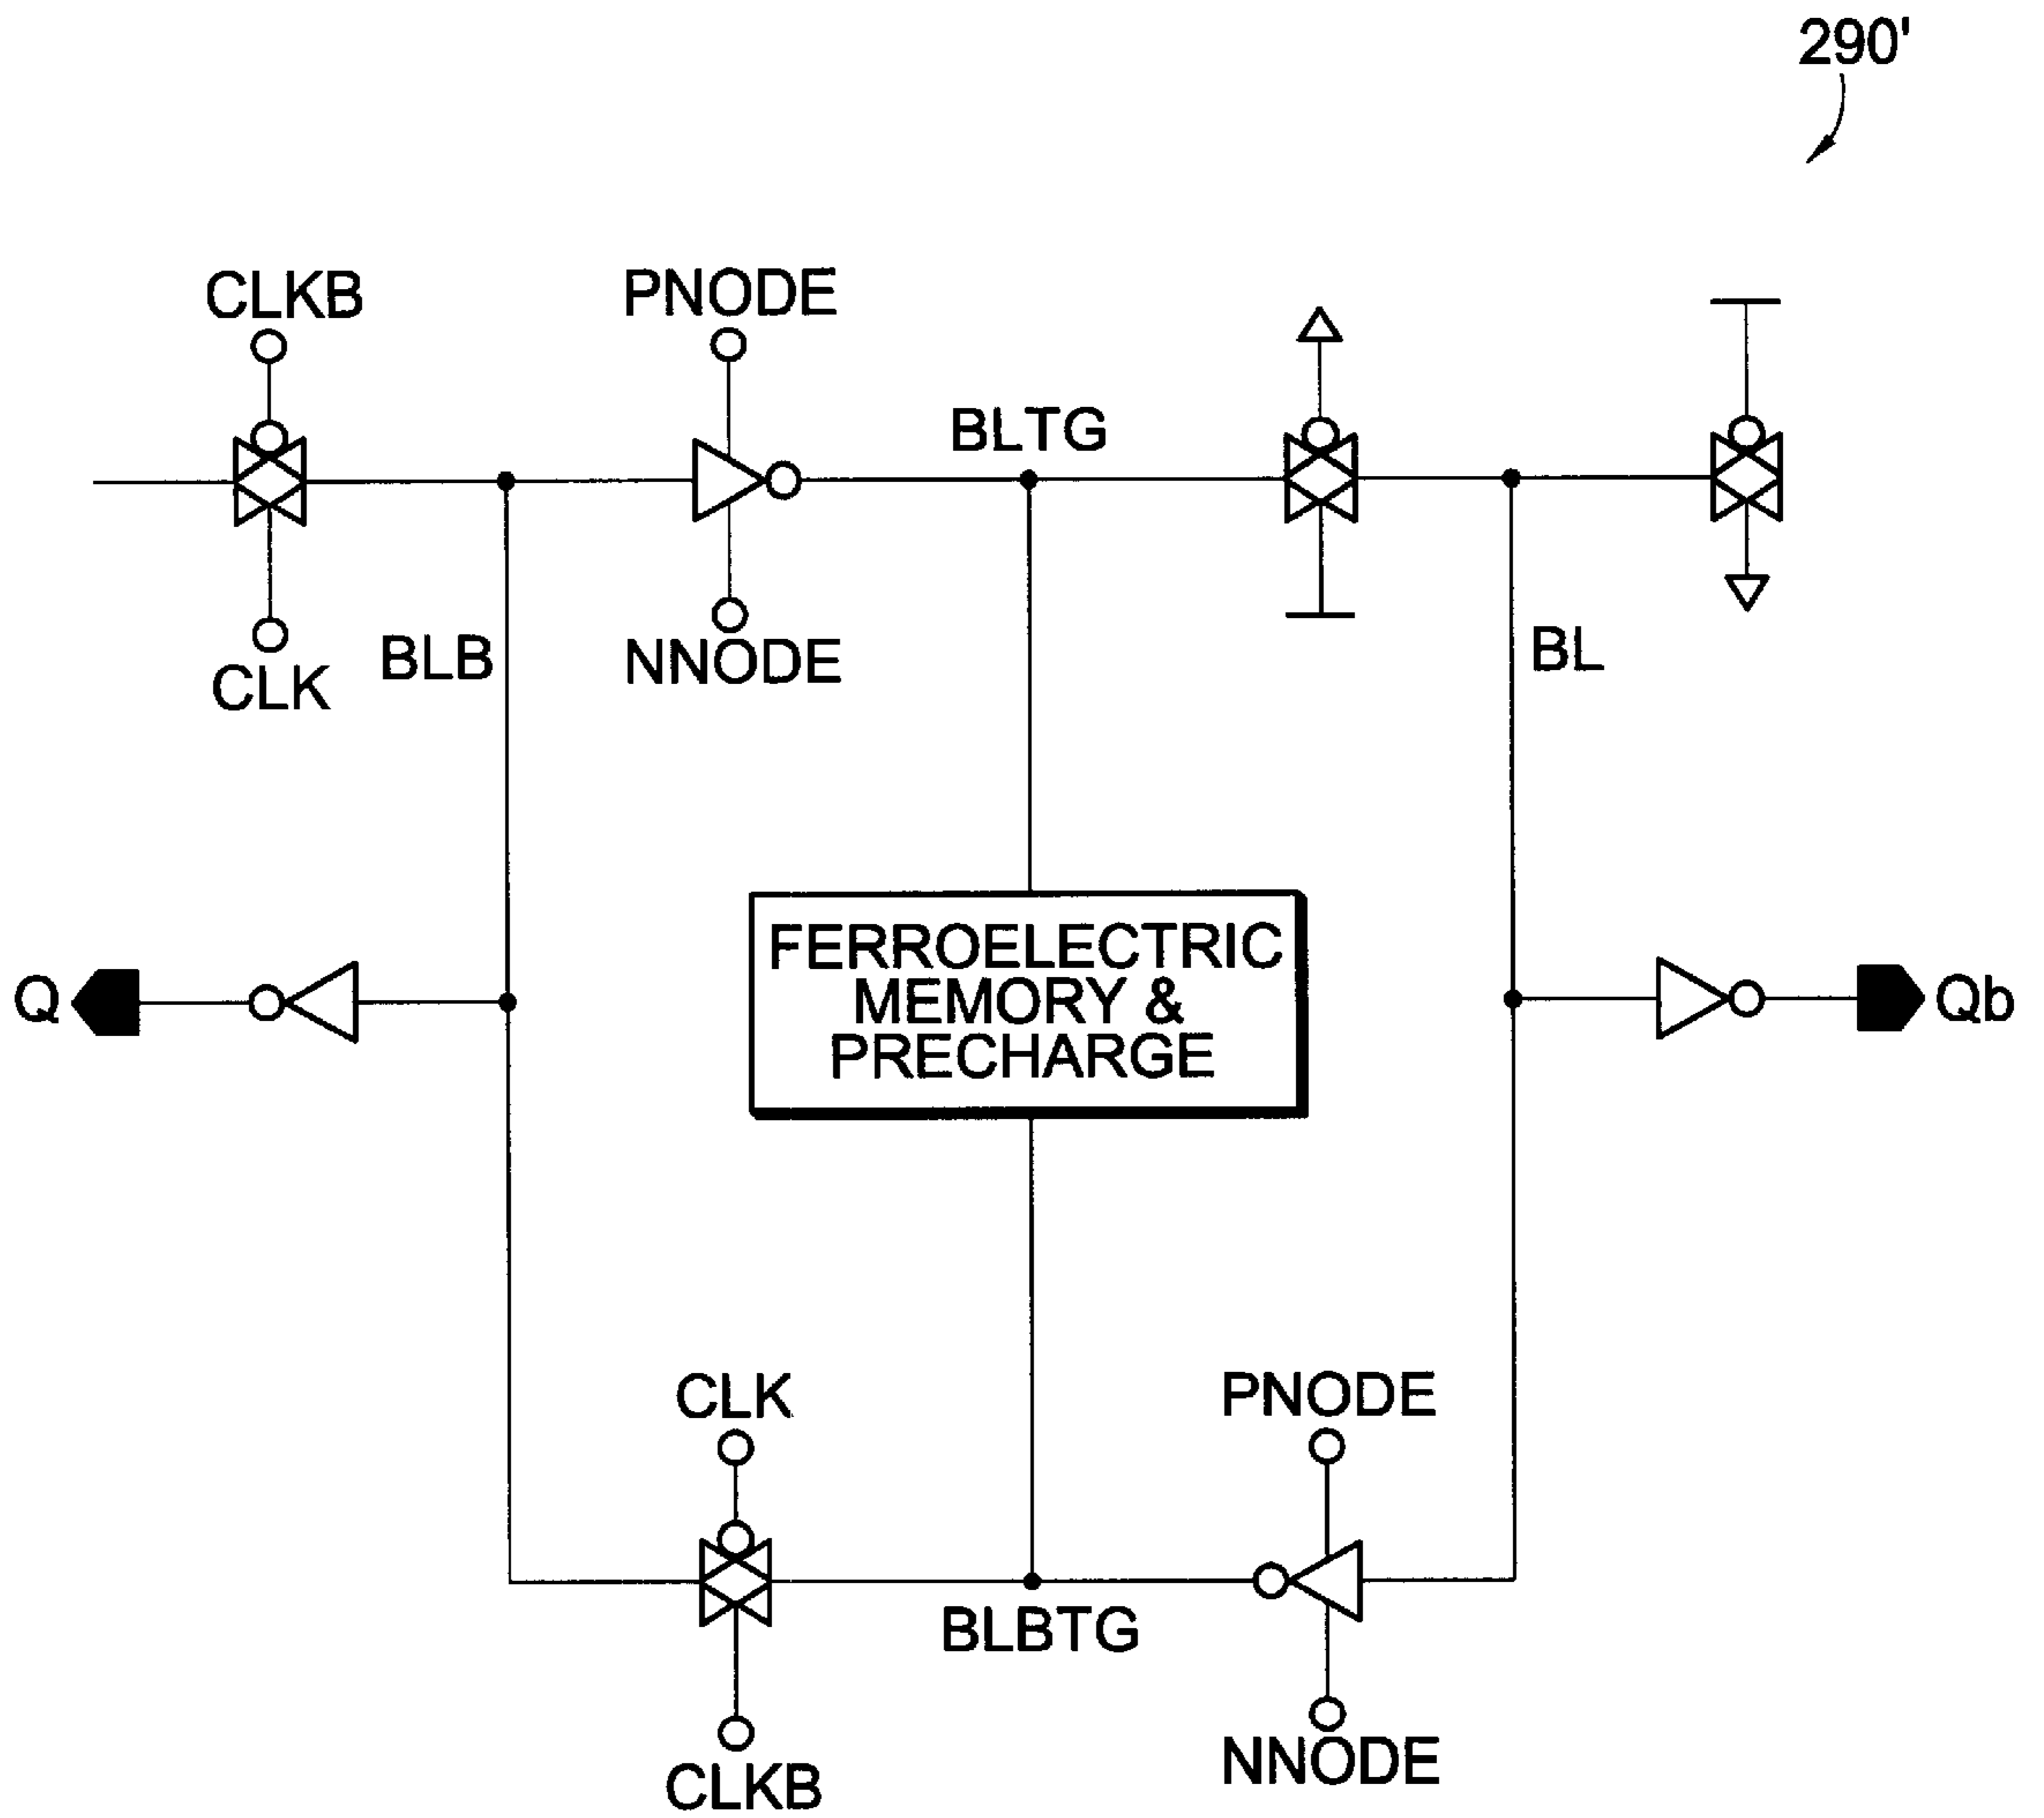 290'
CLKB
PNODE
BLTG
CLK
BLB
NNODE
BL
Q
FERROELECTRIC
MEMORY &
PRECHARGE
Qb
CLK
PNODE
BLBTG
CLKB
NNODE